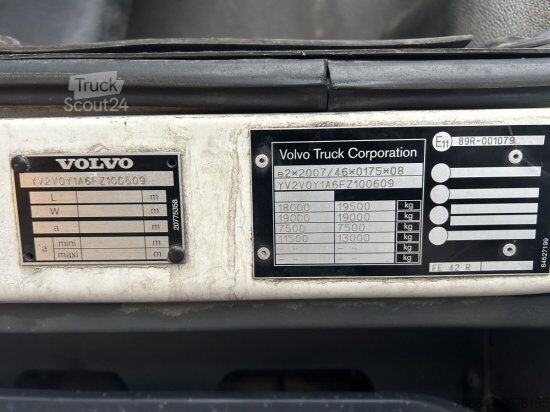 Truck
Scout24
VOLVO
YV2V0Y1A6FZ100609
L m
W m
a m
a mini m
maxi m
20775358
Volvo Truck Corporation
e2*2007/46*0175*08
YV2V0Y1A6FZ100609
18000 19500 kg
19000 19000 kg
7500 7500 kg
11500 13000 kg
-- -- kg
-- -- kg
E11 89R-001079
FE 42 R
84527199